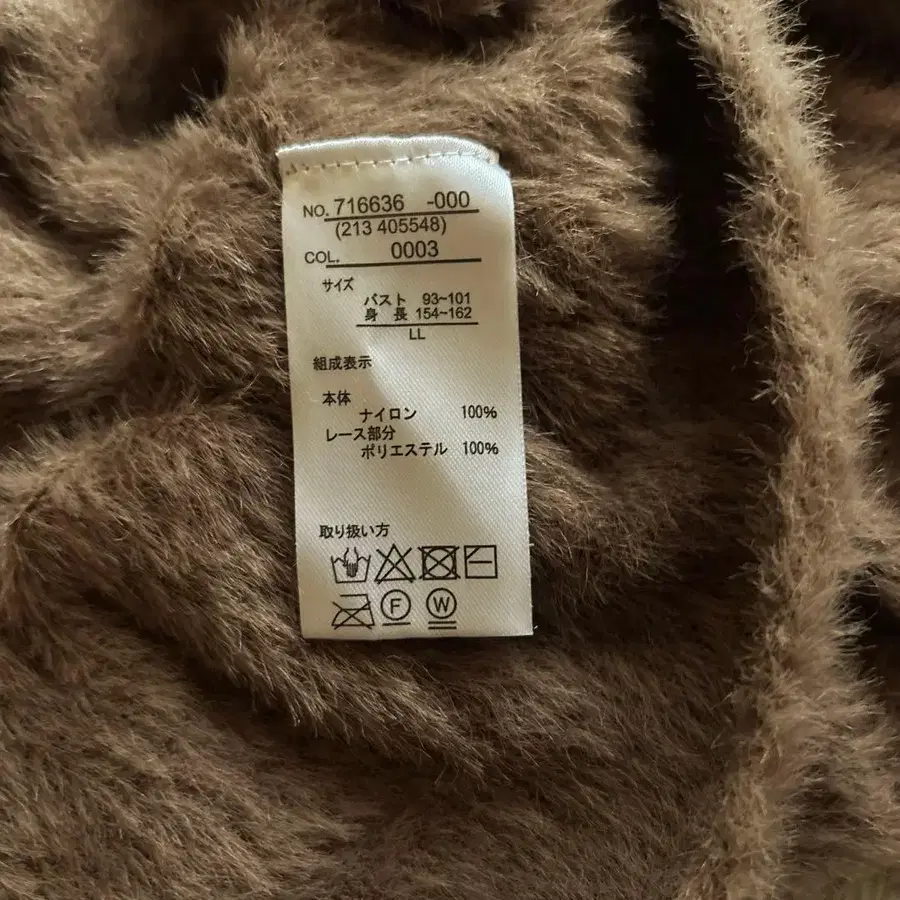 NO. 716636 -000
(213 405548)
COL. 0003
サイズ
バスト 93~101
身 長 154~162
LL
組成表示
本体
ナイロン 100%
レース部分
ポリエステル 100%
取り扱い方
F W